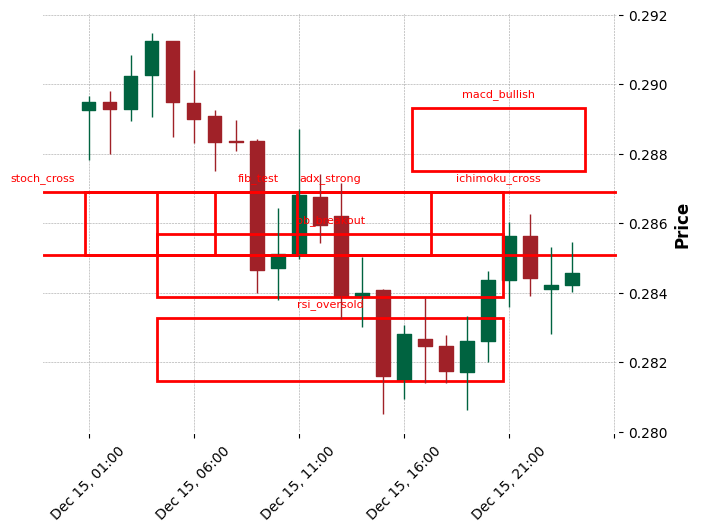 0.292
0.290
macd_bullish
0.288
stoch_cross
fib_test
adx_strong
ichimoku_cross
0.286
Price
0.284
rsi_oversold
0.282
0.280
Dec 15, 01:00
Dec 15, 06:00
Dec 15, 11:00
Dec 15, 16:00
Dec 15, 21:00